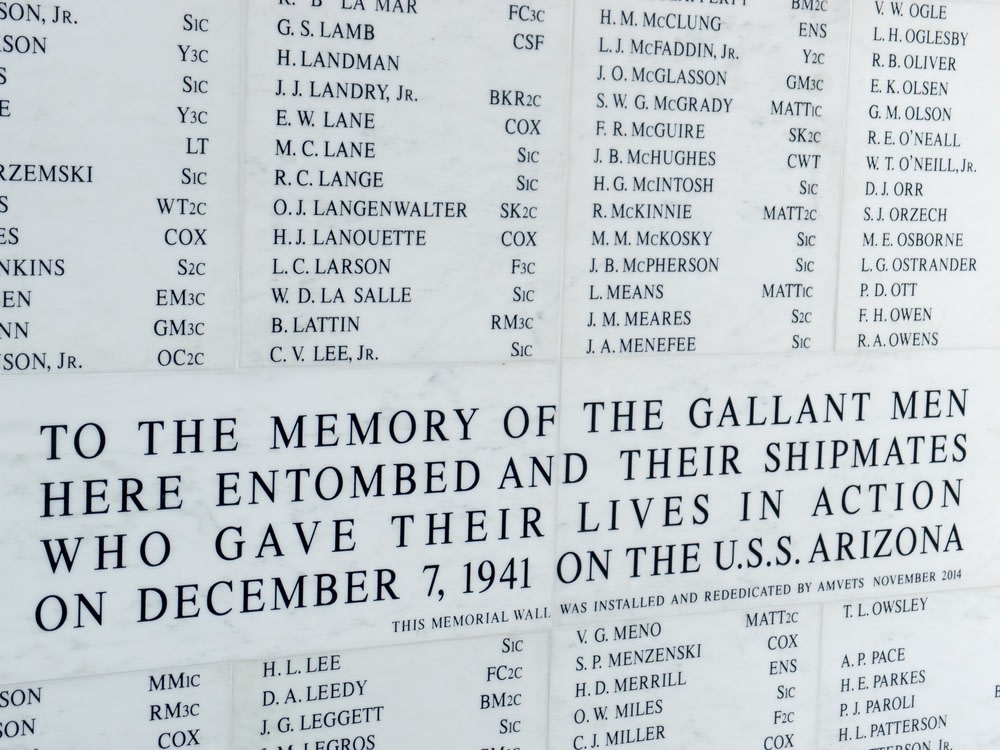 SON, JR. S1C
SON Y3C
S S1C
E Y3C
LT
RZEMSKI S1C
S WT2C
ES COX
NKINS S2C
EN EM3C
NN GM3C
NSON, JR. OC2C
LA MAR FC3C
G. S. LAMB CSF
H. LANDMAN
J. J. LANDRY, JR. BKR2C
E. W. LANE COX
M. C. LANE S1C
R. C. LANGE S1C
O. J. LANGENWALTER SK2C
H. J. LANOUETTE COX
L. C. LARSON F3C
W. D. LA SALLE S1C
B. LATTIN RM3C
C. V. LEE, JR. S1C
BM2C
H. M. McCLUNG ENS
L. J. McFADDIN, JR. Y2C
J. O. McGLASSON GM3C
S. W. G. McGRADY MATT1C
F. R. McGUIRE SK2C
J. B. McHUGHES CWT
H. G. McINTOSH S1C
R. McKINNIE MATT2C
M. M. McKOSKY S1C
J. B. McPHERSON S1C
L. MEANS MATT1C
J. M. MEARES S2C
J. A. MENEFEE S1C
V. W. OGLE
L. H. OGLESBY
R. B. OLIVER
E. K. OLSEN
G. M. OLSON
R. E. O'NEALL
W. T. O'NEILL, JR.
D. J. ORR
S. J. ORZECH
M. E. OSBORNE
L. G. OSTRANDER
P. D. OTT
F. H. OWEN
R. A. OWENS
TO THE MEMORY OF THE GALLANT MEN
HERE ENTOMBED AND THEIR SHIPMATES
WHO GAVE THEIR LIVES IN ACTION
ON DECEMBER 7, 1941 ON THE U.S.S. ARIZONA
THIS MEMORIAL WALL WAS INSTALLED AND REDEDICATED BY AMVETS NOVEMBER 2014
SON MM1C
SON RM3C
COX
H. L. LEE S1C
D. A. LEEDY FC2C
J. G. LEGGETT BM2C
LEGROS S1C
V. G. MENO MATT2C
S. P. MENZENSKI COX
H. D. MERRILL ENS
O. W. MILES S1C
C. J. MILLER F2C
COX
T. L. OWSLEY
A. P. PACE
H. E. PARKES
P. J. PAROLI
H. L. PATTERSON